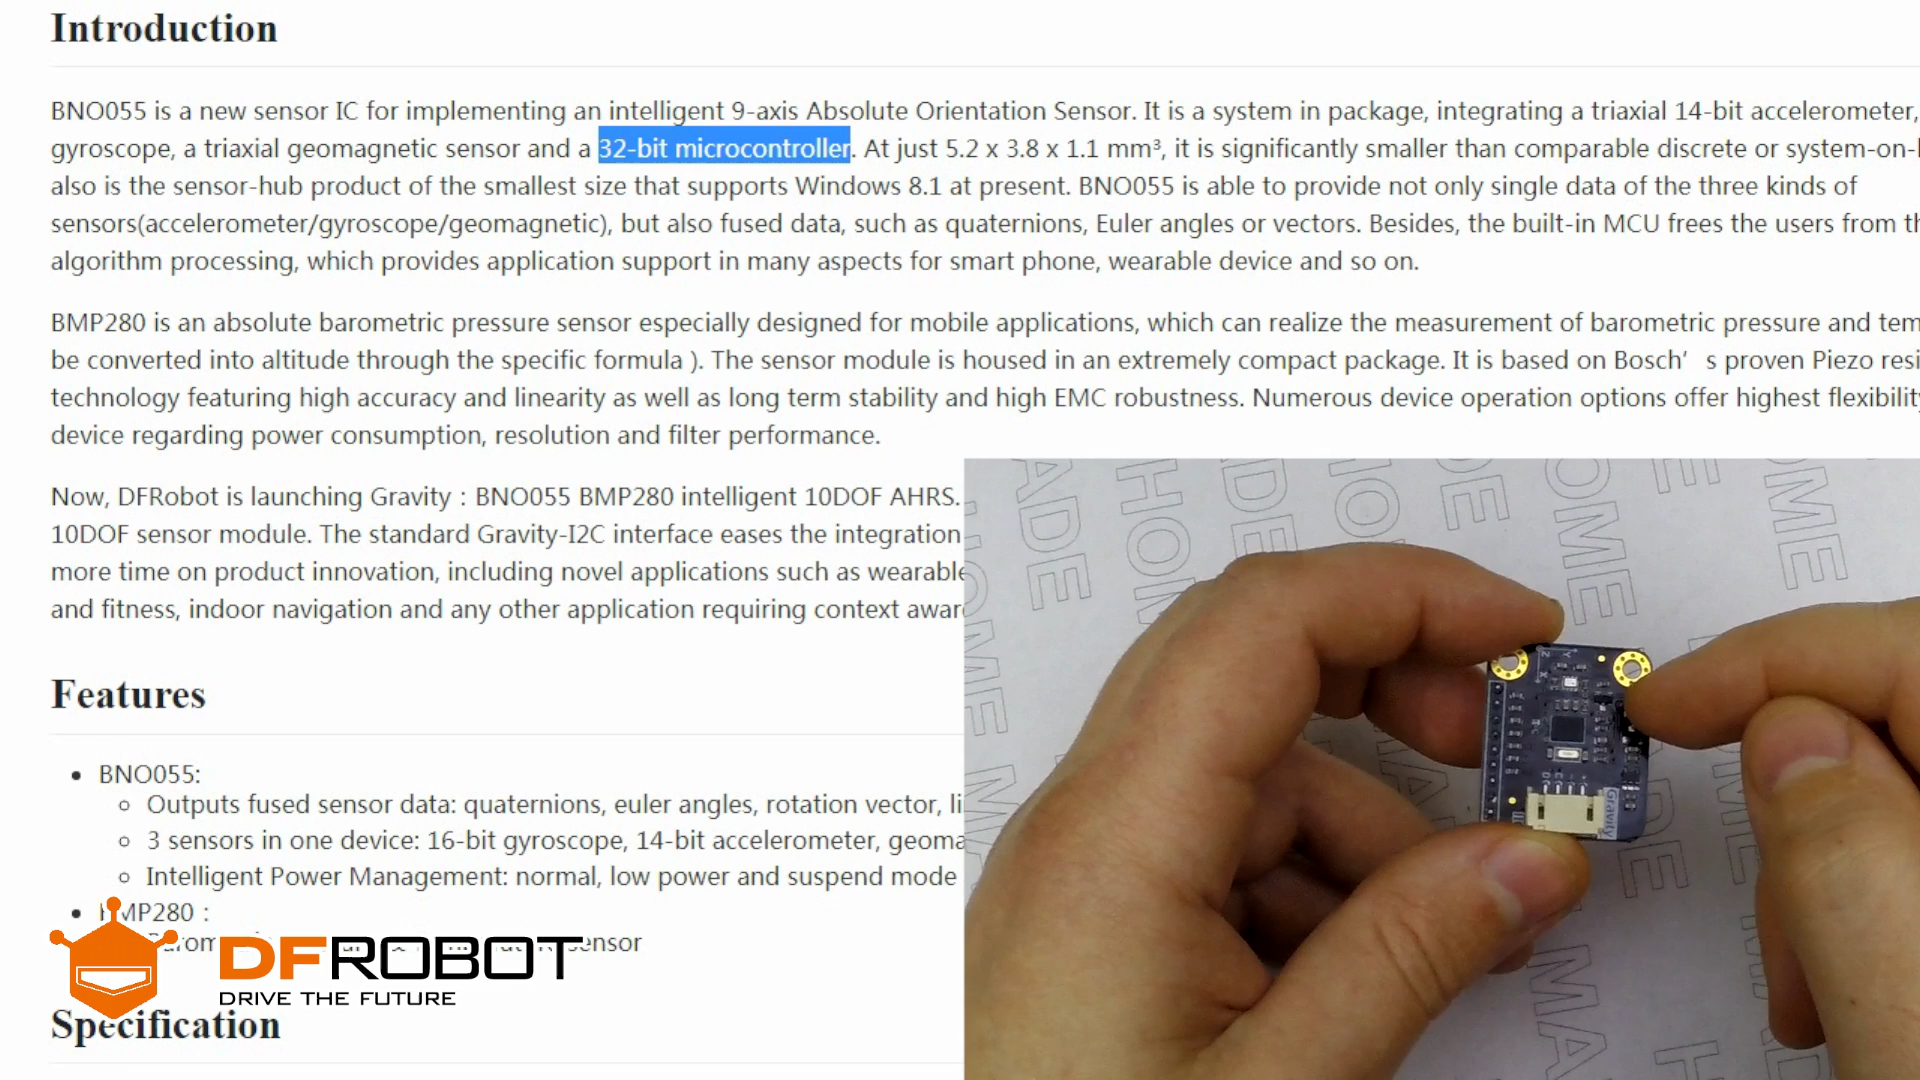 Introduction
BNO055 is a new sensor IC for implementing an intelligent 9-axis Absolute Orientation Sensor. It is a system in package, integrating a triaxial 14-bit accelerometer,
gyroscope, a triaxial geomagnetic sensor and a 32-bit microcontroller. At just 5.2 x 3.8 x 1.1 mm³, it is significantly smaller than comparable discrete or system-on-
also is the sensor-hub product of the smallest size that supports Windows 8.1 at present. BNO055 is able to provide not only single data of the three kinds of
sensors(accelerometer/gyroscope/geomagnetic), but also fused data, such as quaternions, Euler angles or vectors. Besides, the built-in MCU frees the users from
algorithm processing, which provides application support in many aspects for smart phone, wearable device and so on.
BMP280 is an absolute barometric pressure sensor especially designed for mobile applications, which can realize the measurement of barometric pressure and
be converted into altitude through the specific formula ). The sensor module is housed in an extremely compact package. It is based on Bosch's proven Piezo
technology featuring high accuracy and linearity as well as long term stability and high EMC robustness. Numerous device operation options offer highest
device regarding power consumption, resolution and filter performance.
Now, DFRobot is launching Gravity : BNO055 BMP280 intelligent 10DOF AHRS.
10DOF sensor module. The standard Gravity-I2C interface eases the integration
more time on product innovation, including novel applications such as
and fitness, indoor navigation and any other application requiring context
Features
BNO055:
Outputs fused sensor data: quaternions, euler angles, rotation vector,
3 sensors in one device: 16-bit gyroscope, 14-bit accelerometer,
Intelligent Power Management: normal, low power and suspend mode
BMP280 :
sensor
DFROBOT
DRIVE THE FUTURE
Specification
HOME
MADE
Gravity